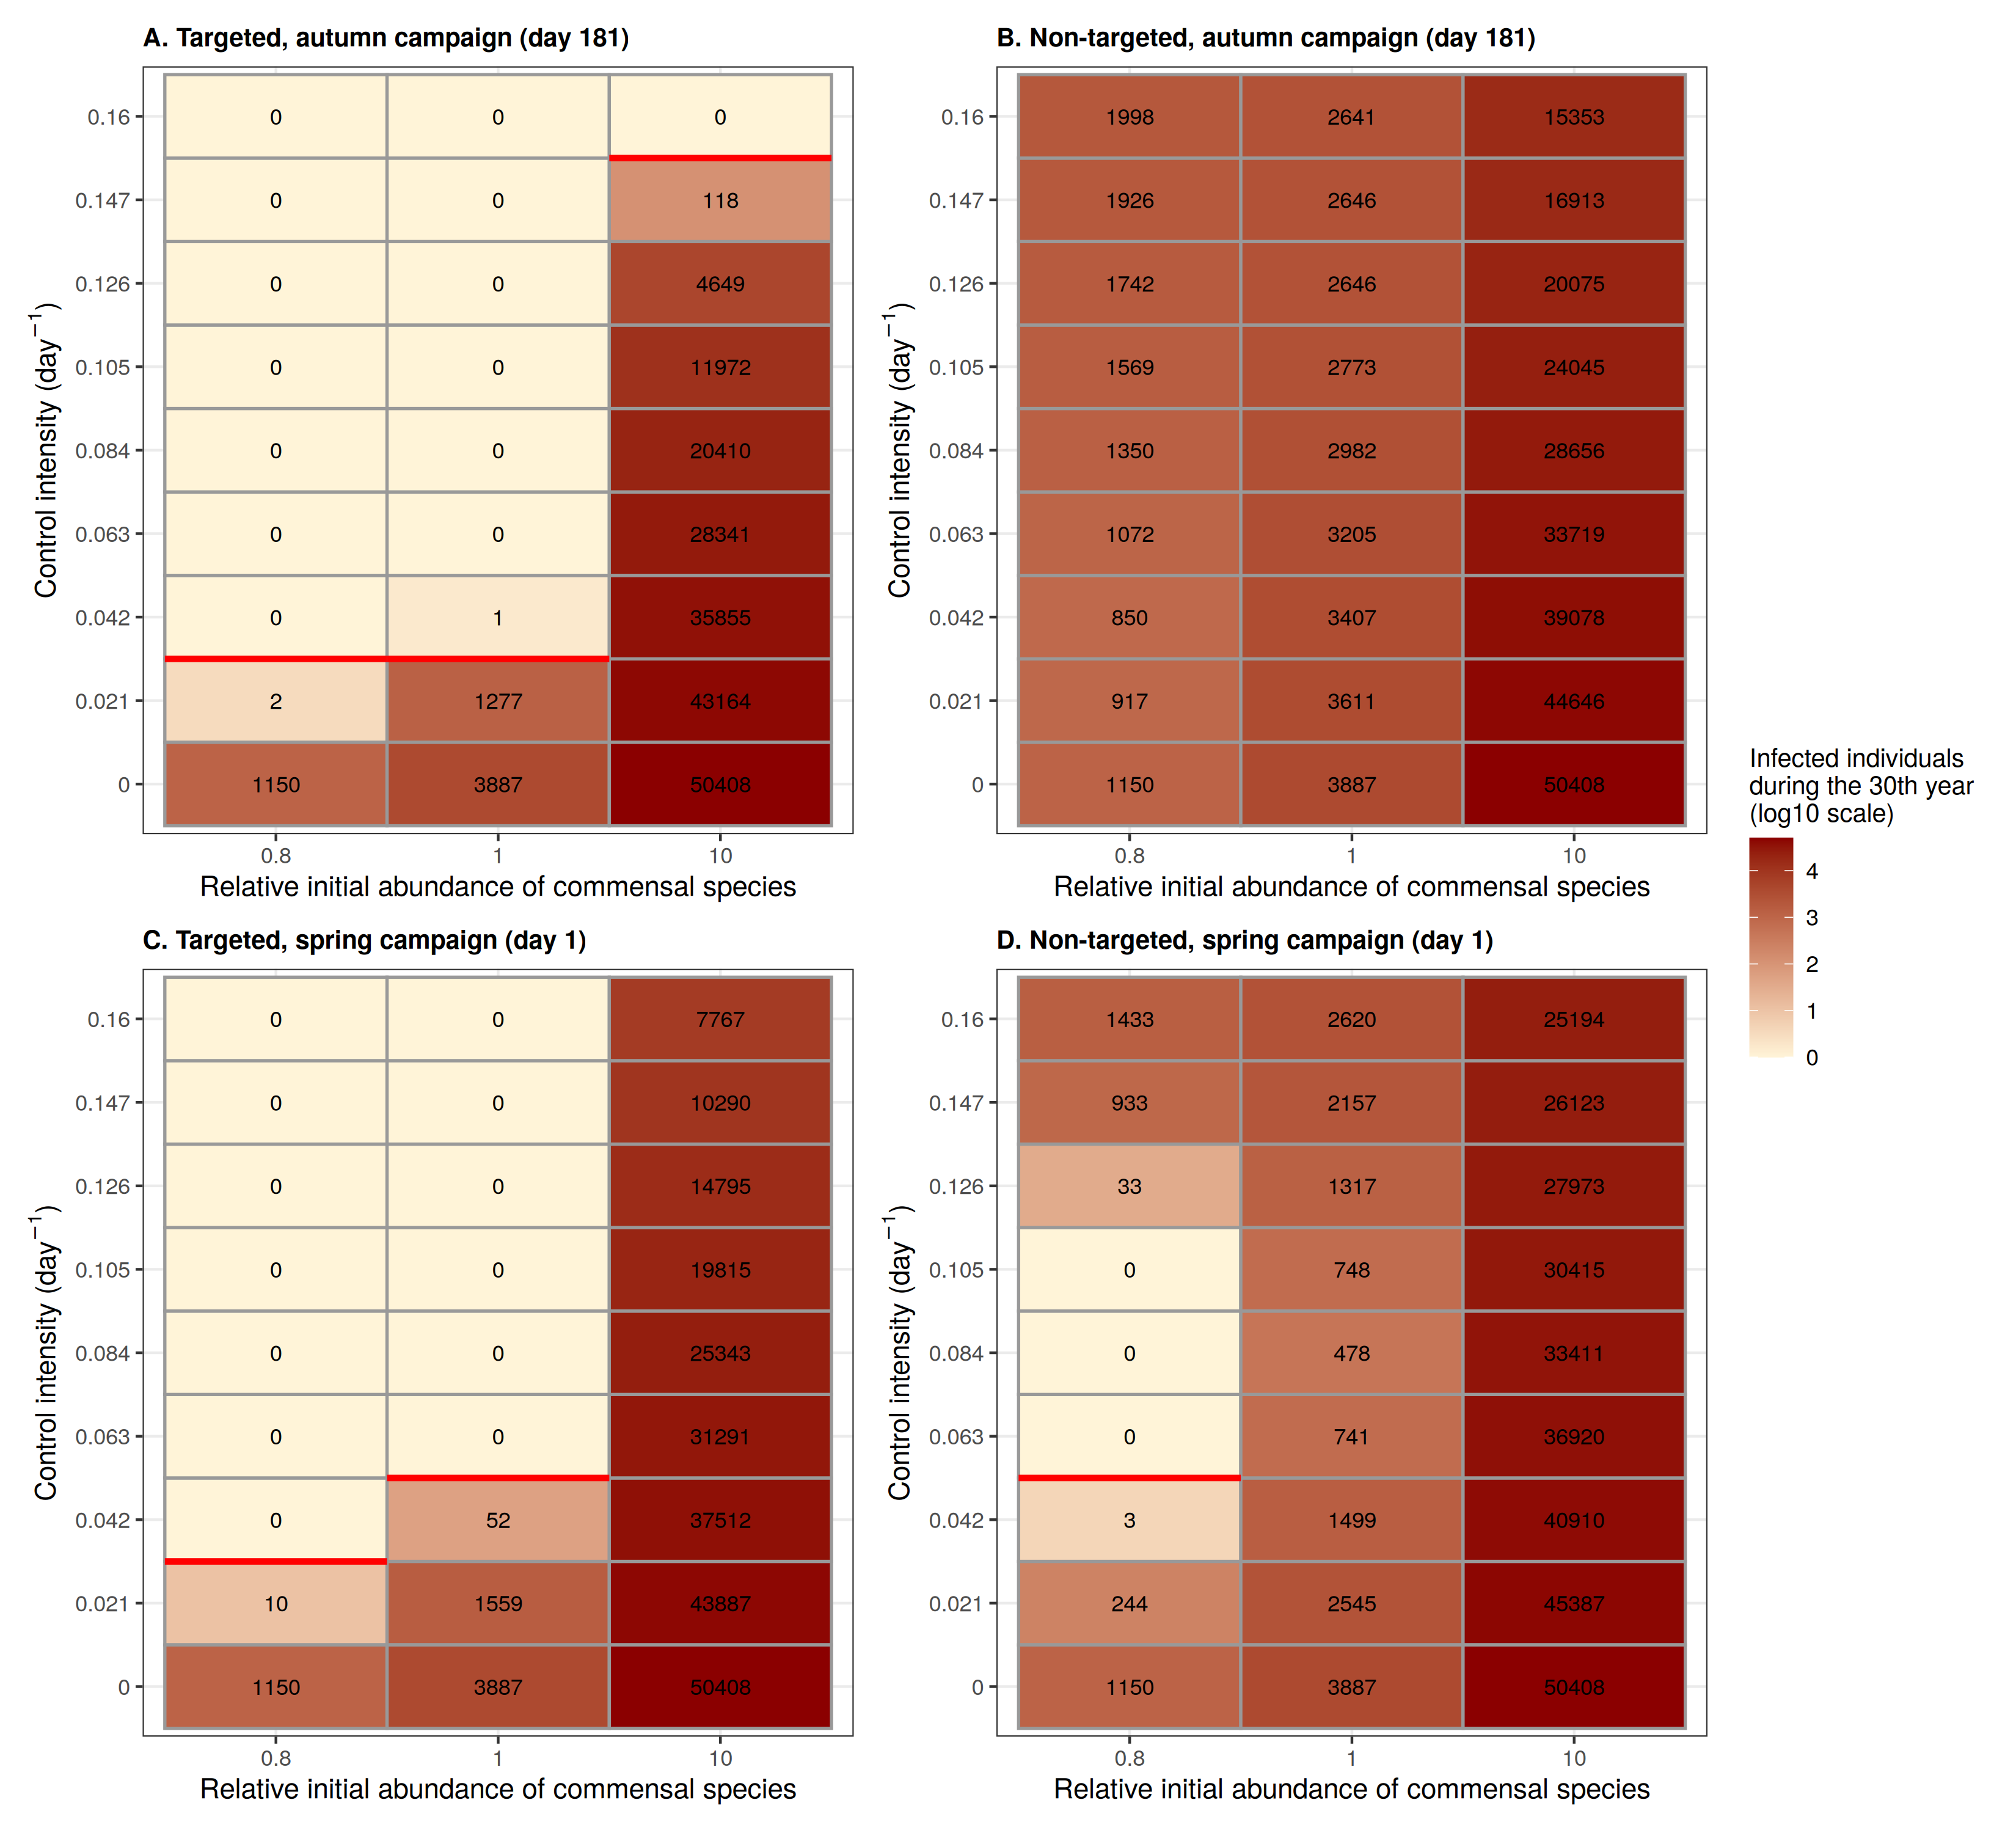 A. Targeted, autumn campaign (day 181)
Control intensity (day⁻¹)
0.16 0 0 0
0.147 0 0 118
0.126 0 0 4649
0.105 0 0 11972
0.084 0 0 20410
0.063 0 0 28341
0.042 0 1 35855
0.021 2 1277 43164
0 1150 3887 50408
0.8 1 10
Relative initial abundance of commensal species
B. Non-targeted, autumn campaign (day 181)
Control intensity (day⁻¹)
0.16 1998 2641 15353
0.147 1926 2646 16913
0.126 1742 2646 20075
0.105 1569 2773 24045
0.084 1350 2982 28656
0.063 1072 3205 33719
0.042 850 3407 39078
0.021 917 3611 44646
0 1150 3887 50408
0.8 1 10
Relative initial abundance of commensal species
C. Targeted, spring campaign (day 1)
Control intensity (day⁻¹)
0.16 0 0 7767
0.147 0 0 10290
0.126 0 0 14795
0.105 0 0 19815
0.084 0 0 25343
0.063 0 0 31291
0.042 0 52 37512
0.021 10 1559 43887
0 1150 3887 50408
0.8 1 10
Relative initial abundance of commensal species
D. Non-targeted, spring campaign (day 1)
Control intensity (day⁻¹)
0.16 1433 2620 25194
0.147 933 2157 26123
0.126 33 1317 27973
0.105 0 748 30415
0.084 0 478 33411
0.063 0 741 36920
0.042 3 1499 40910
0.021 244 2545 45387
0 1150 3887 50408
0.8 1 10
Relative initial abundance of commensal species
Infected individuals
during the 30th year
(log10 scale)
4
3
2
1
0